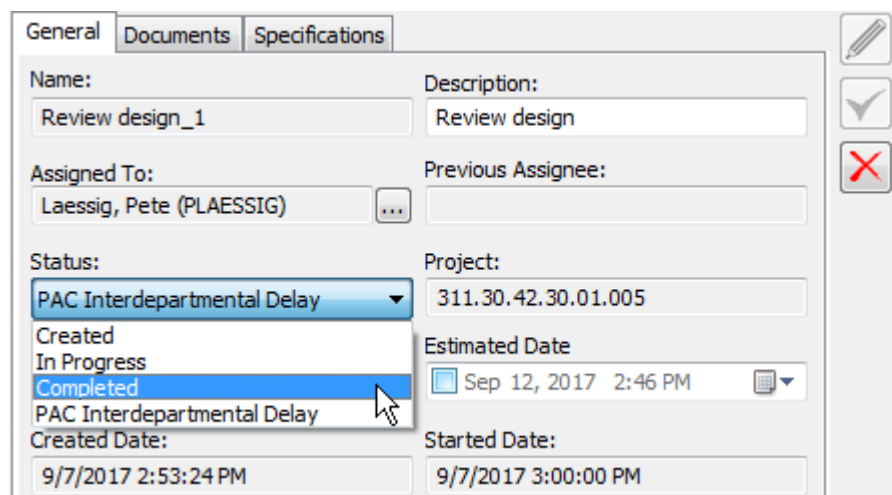 General Documents Specifications
Name:
Description:
Review design_1
Review design
Assigned To:
Previous Assignee:
Laessig, Pete (PLAESSIG)
...
Status:
Project:
PAC Interdepartmental Delay
311.30.42.30.01.005
Created
In Progress
Completed
PAC Interdepartmental Delay
Estimated Date
Sep 12, 2017 2:46 PM
Created Date:
Started Date:
9/7/2017 2:53:24 PM
9/7/2017 3:00:00 PM